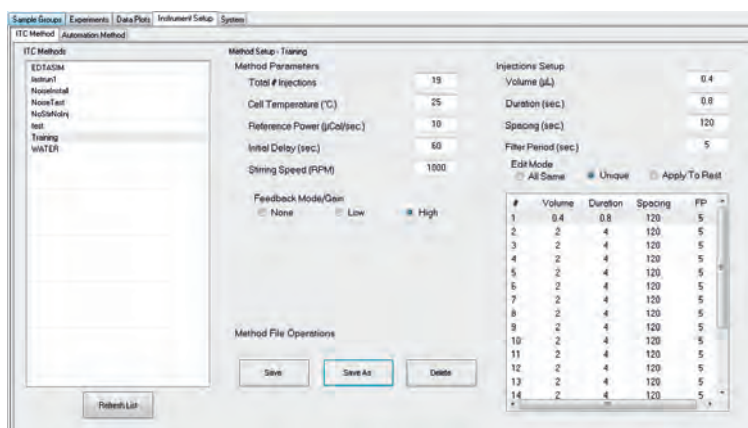 Sample Groups Experiments Data Plots Instrument Setup System
ITC Method Automation Method
ITC Methods
EDTASIM
lastrun1
NoiseInstall
NoiseTest
NoStirNoInj
test
Training
WATER
Refresh List
Method Setup - Training
Method Parameters
Total # Injections 19
Cell Temperature (°C) 25
Reference Power (µCal/sec) 10
Initial Delay (sec.) 60
Stirring Speed (RPM) 1000
Feedback Mode/Gain
None Low High
Method File Operations
Save Save As Delete
Injections Setup
Volume (µL) 0.4
Duration (sec.) 0.8
Spacing (sec.) 120
Filter Period (sec.) 5
Edit Mode
All Same Unique Apply To Rest
# Volume Duration Spacing FP
1 0.4 0.8 120 5
2 2 4 120 5
3 2 4 120 5
4 2 4 120 5
5 2 4 120 5
6 2 4 120 5
7 2 4 120 5
8 2 4 120 5
9 2 4 120 5
10 2 4 120 5
11 2 4 120 5
12 2 4 120 5
13 2 4 120 5
14 2 4 120 5